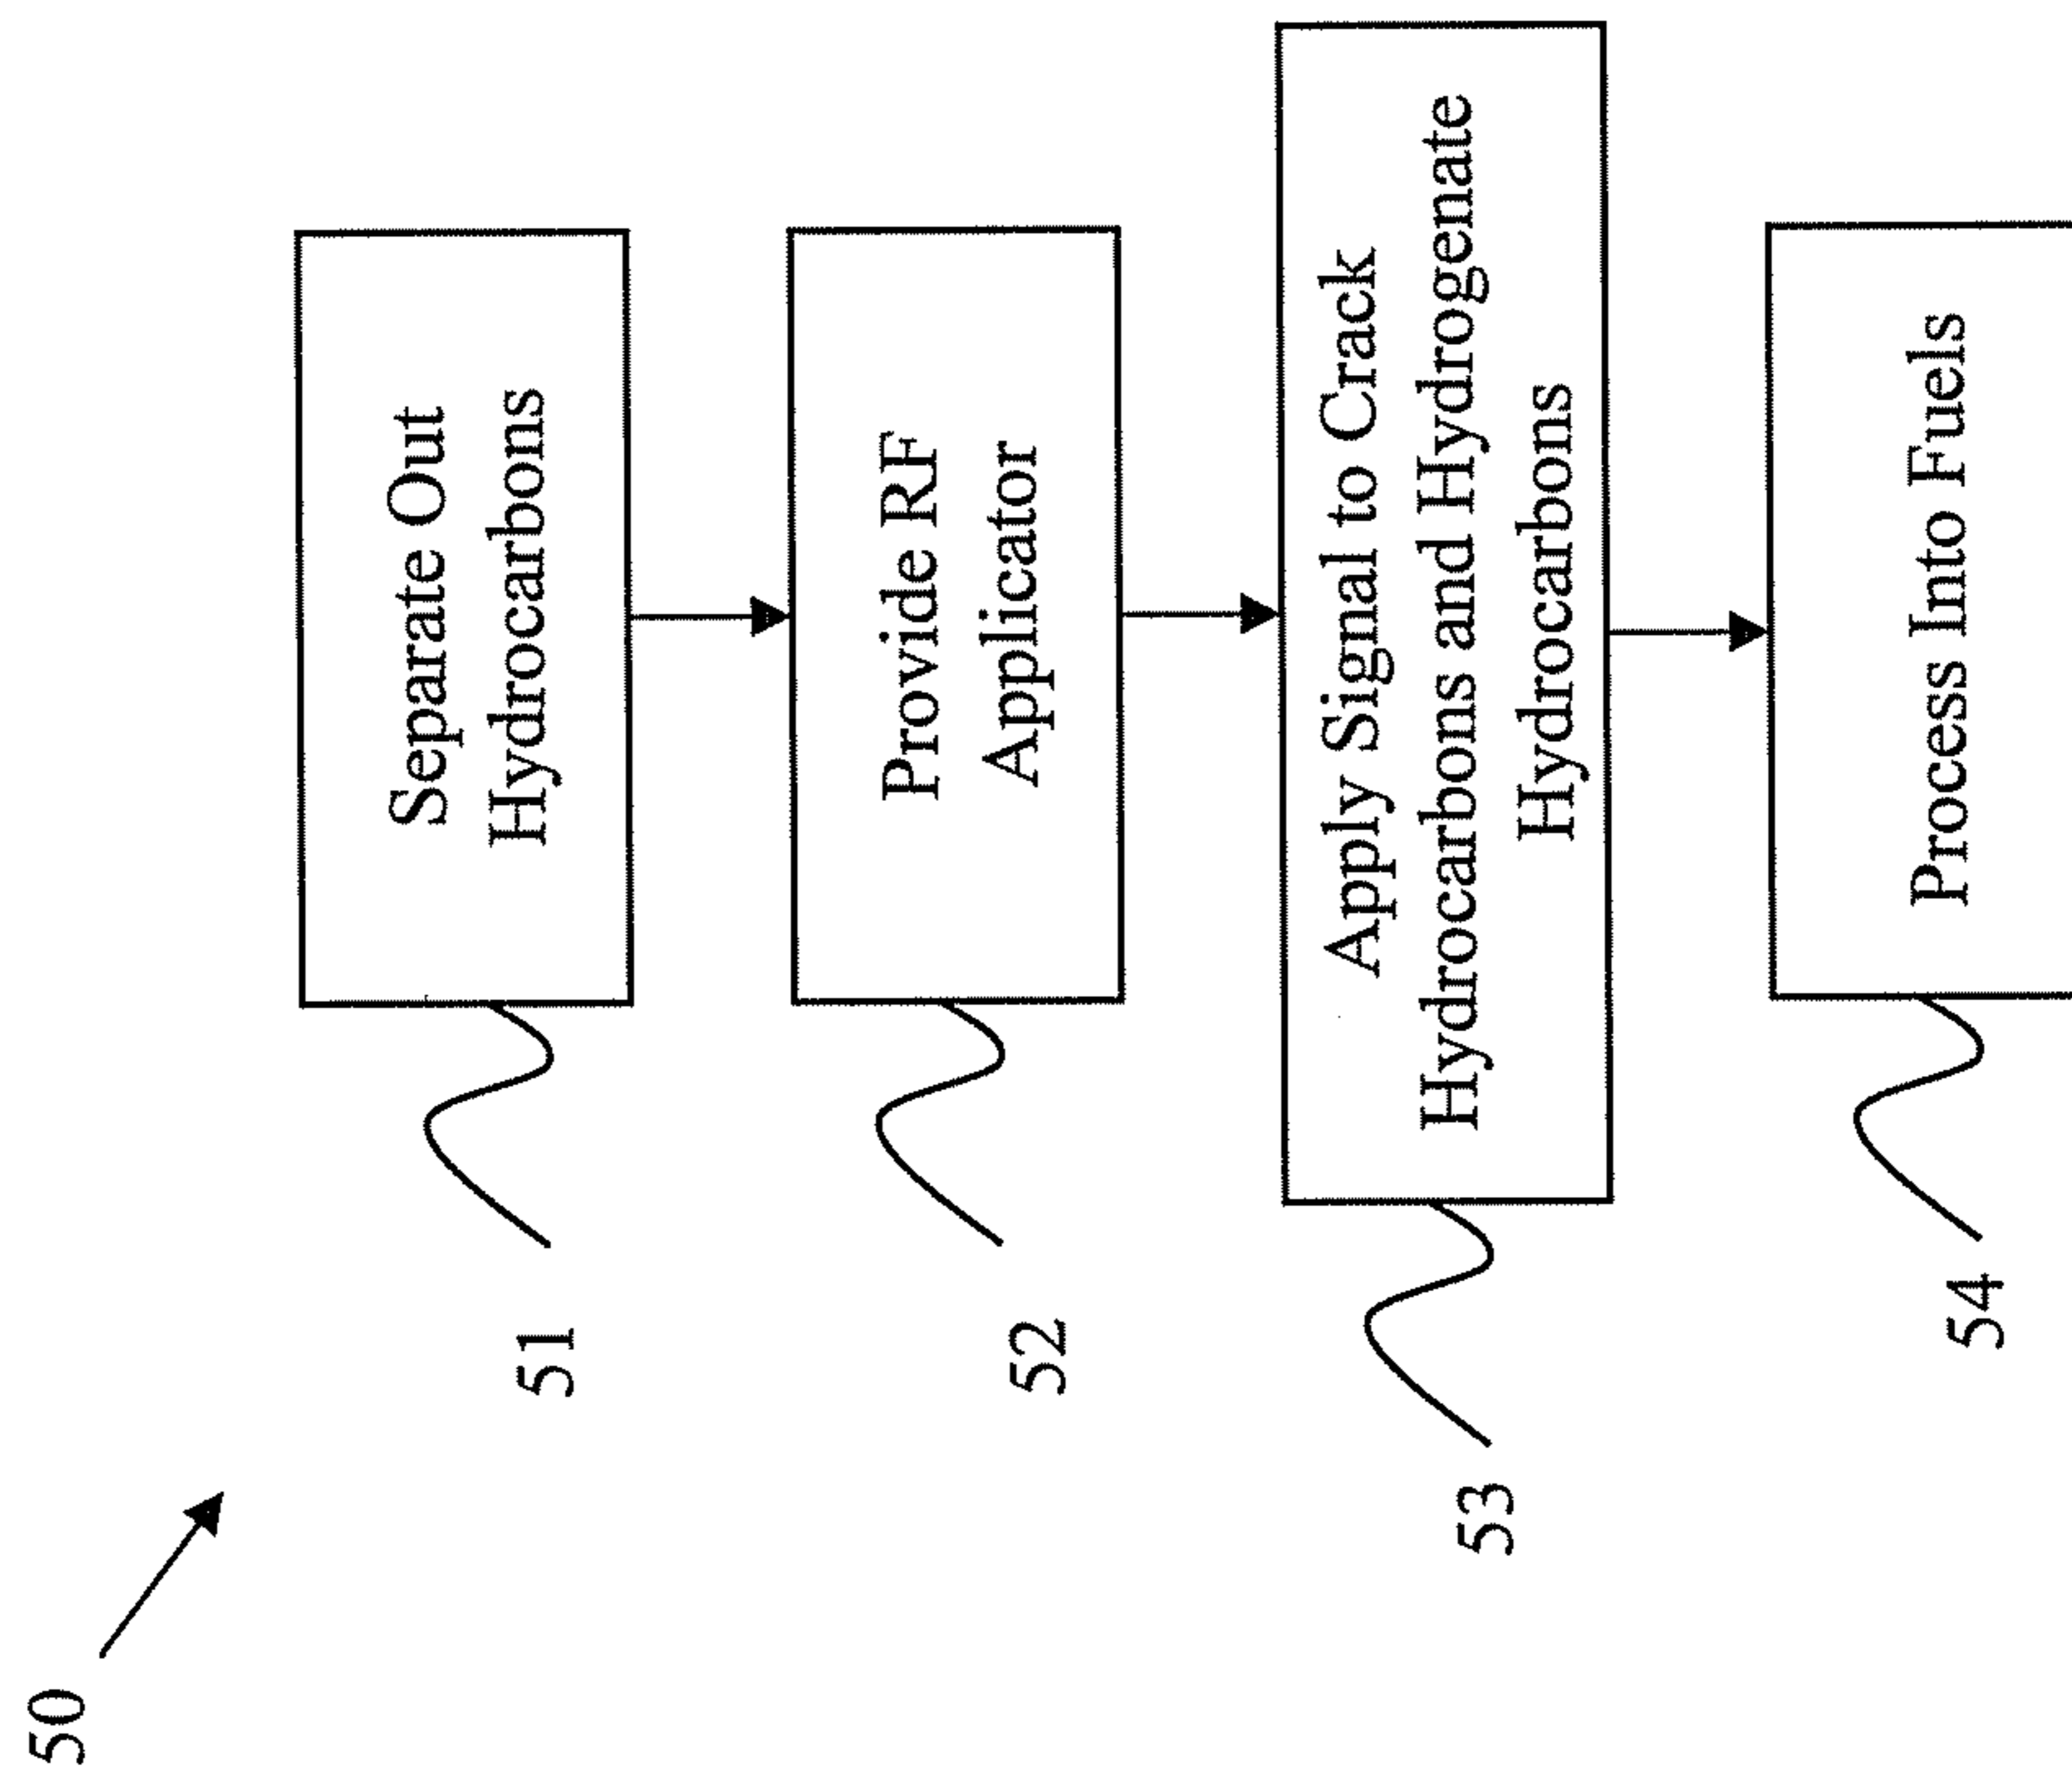 50
51
Separate Out
Hydrocarbons
52
Provide RF
Applicator
53
Apply Signal to Crack
Hydrocarbons and Hydrogenate
Hydrocarbons
54
Process Into Fuels